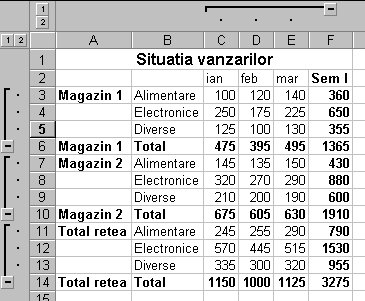 1
2
1 2
A B C D E F
1 Situatia vanzarilor
2 ian feb mar Sem I
3 Magazin 1 Alimentare 100 120 140 360
4 Electronice 250 175 225 650
5 Diverse 125 100 130 355
6 Magazin 1 Total 475 395 495 1365
7 Magazin 2 Alimentare 145 135 150 430
8 Electronice 320 270 290 880
9 Diverse 210 200 190 600
10 Magazin 2 Total 675 605 630 1910
11 Total retea Alimentare 245 255 290 790
12 Electronice 570 445 515 1530
13 Diverse 335 300 320 955
14 Total retea Total 1150 1000 1125 3275
15